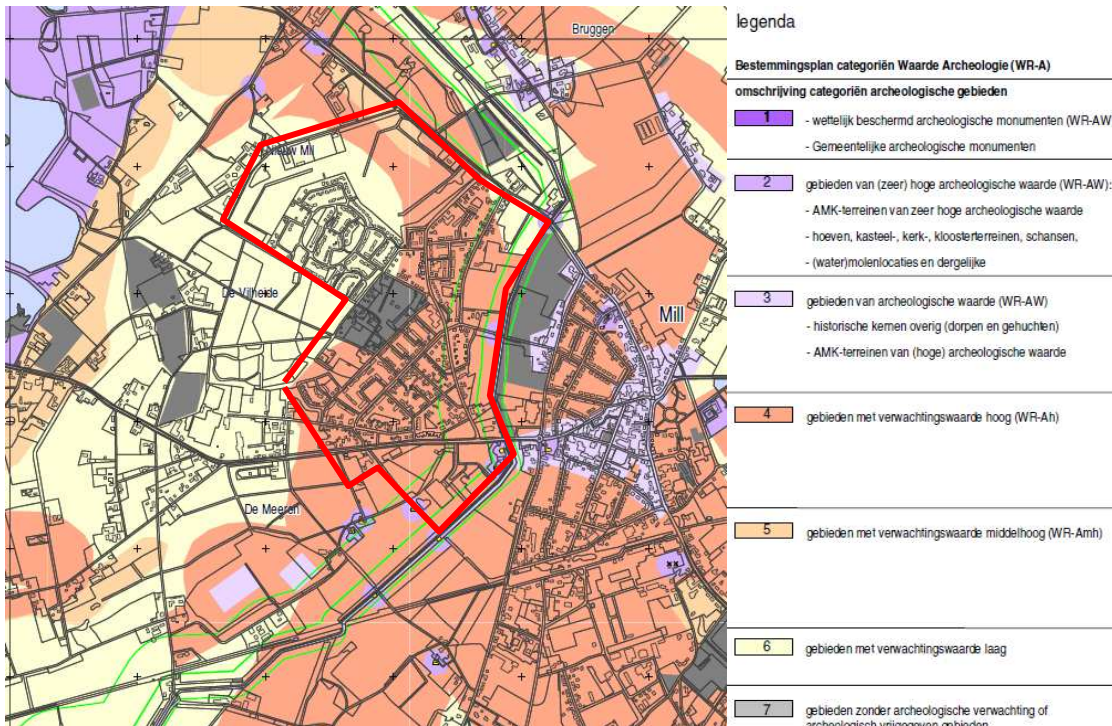 Bruggen
Nieuw Mill
De Vilheide
Mill
De Meeren
legenda
Bestemmingsplan categoriën Waarde Archeologie (WR-A)
omschrijving categoriën archeologische gebieden
1 - wettelijk beschermd archeologische monumenten (WR-AW
- Gemeentelijke archeologische monumenten
2 gebieden van (zeer) hoge archeologische waarde (WR-AW):
- AMK-terreinen van zeer hoge archeologische waarde
- hoeven, kasteel-, kerk-, kloosterterreinen, schansen,
- (water)molenlocaties en dergelijke
3 gebieden van archeologische waarde (WR-AW)
- historische kernen overig (dorpen en gehuchten)
- AMK-terreinen van (hoge) archeologische waarde
4 gebieden met verwachtingswaarde hoog (WR-Ah)
5 gebieden met verwachtingswaarde middelhoog (WR-Amh)
6 gebieden met verwachtingswaarde laag
7 gebieden zonder archeologische verwachting of
archeologisch vrijgegeven gebieden